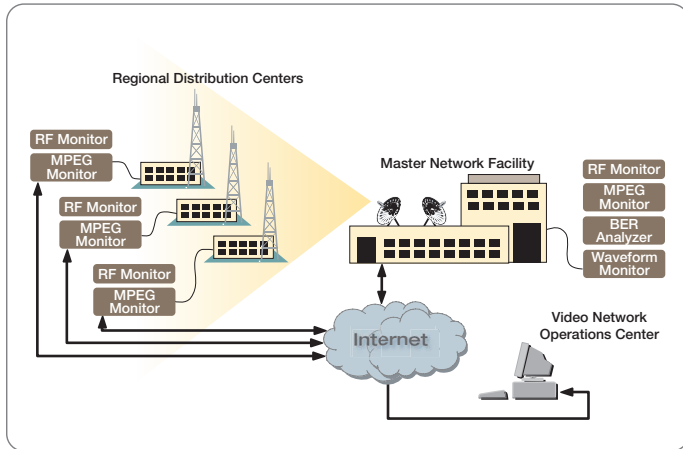 Regional Distribution Centers
RF Monitor
MPEG
Monitor
RF Monitor
MPEG
Monitor
RF Monitor
MPEG
Monitor
Master Network Facility
RF Monitor
MPEG
Monitor
BER
Analyzer
Waveform
Monitor
Internet
Video Network
Operations Center